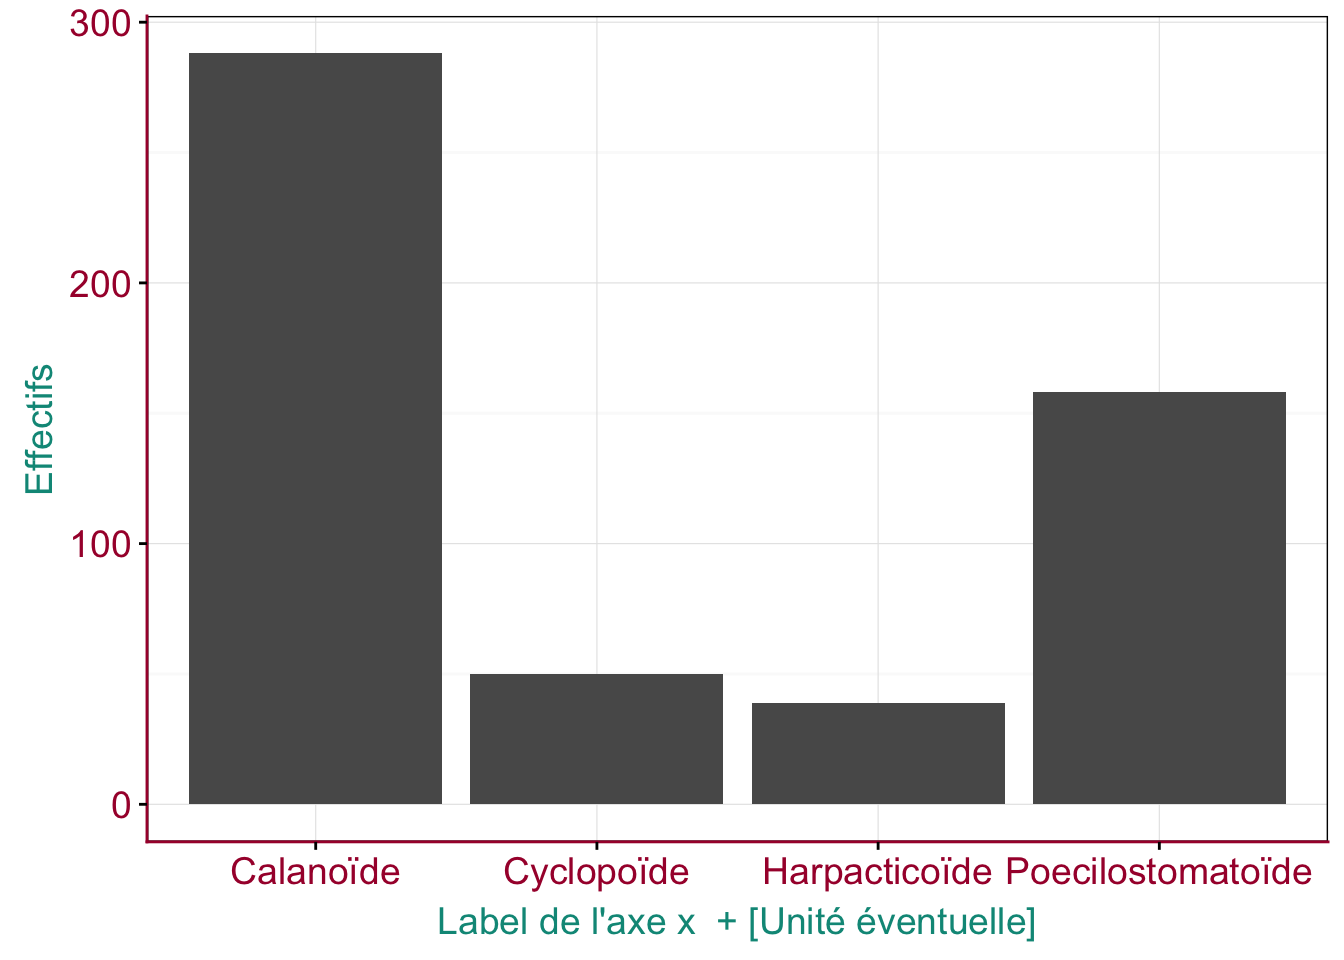 300
200
100
0
Effectifs
Calanoïde Cyclopoïde Harpacticoïde Poecilostomatoïde
Label de l'axe x  + [Unité éventuelle]